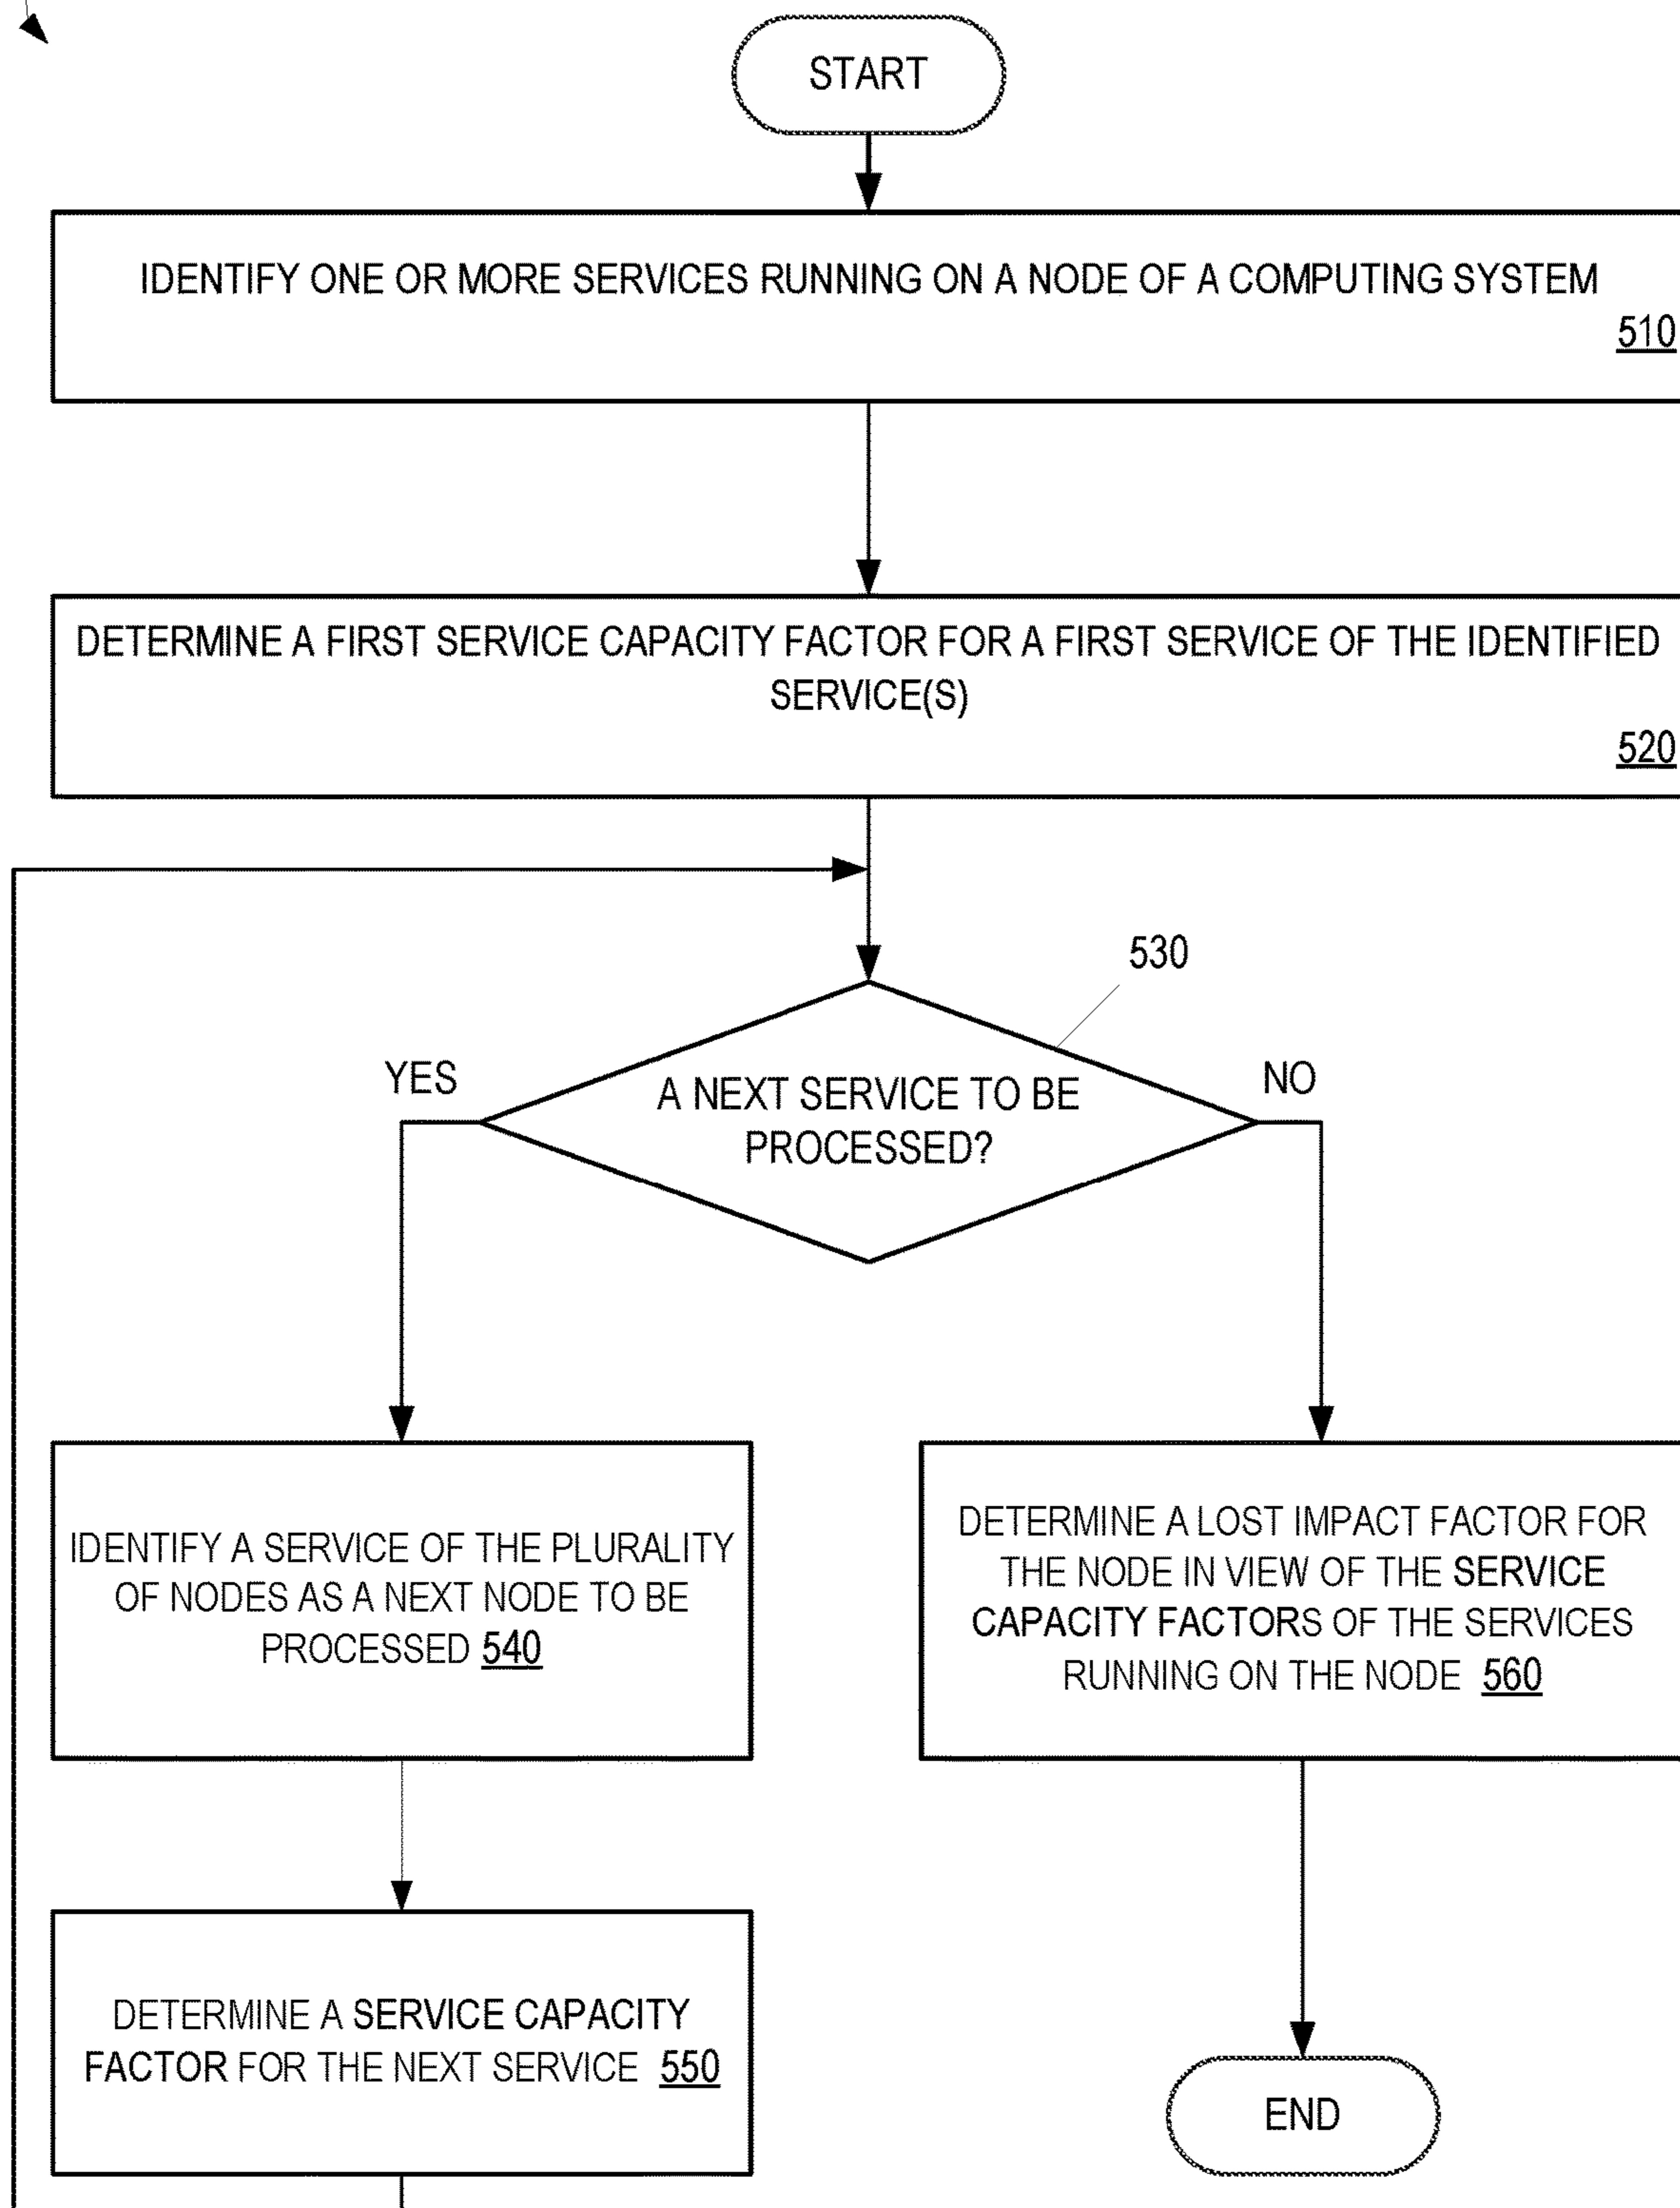 START
IDENTIFY ONE OR MORE SERVICES RUNNING ON A NODE OF A COMPUTING SYSTEM
510
DETERMINE A FIRST SERVICE CAPACITY FACTOR FOR A FIRST SERVICE OF THE IDENTIFIED
SERVICE(S)
520
530
YES
A NEXT SERVICE TO BE
PROCESSED?
NO
IDENTIFY A SERVICE OF THE PLURALITY
OF NODES AS A NEXT NODE TO BE
PROCESSED 540
DETERMINE A LOST IMPACT FACTOR FOR
THE NODE IN VIEW OF THE SERVICE
CAPACITY FACTORS OF THE SERVICES
RUNNING ON THE NODE 560
DETERMINE A SERVICE CAPACITY
FACTOR FOR THE NEXT SERVICE 550
END